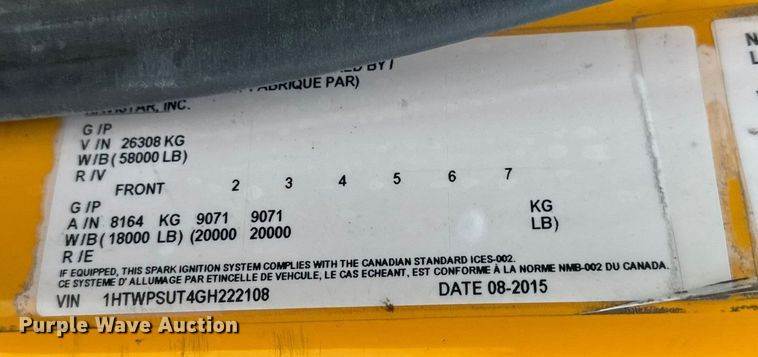 BY/
FABRIQUE PAR)
NAVISTAR, INC.
G /P
V /N 26308 KG
W/B ( 58000 LB)
R /V
FRONT 2 3 4 5 6 7
G /P
A /N 8164 KG 9071 9071 KG
W/B (18000 LB) (20000 20000 LB)
R /E
IF EQUIPPED, THIS SPARK IGNITION SYSTEM COMPLIES WITH THE CANADIAN STANDARD ICES-002.
CE SYSTEME D'ALLUMAGE PAR ETINCELLE DE VEHICULE, LE CAS ECHEANT, EST CONFORME À LA NORME NMB-002 DU CANADA.
VIN 1HTWPSUT4GH222108 DATE 08-2015
N
L
Purple Wave Auction